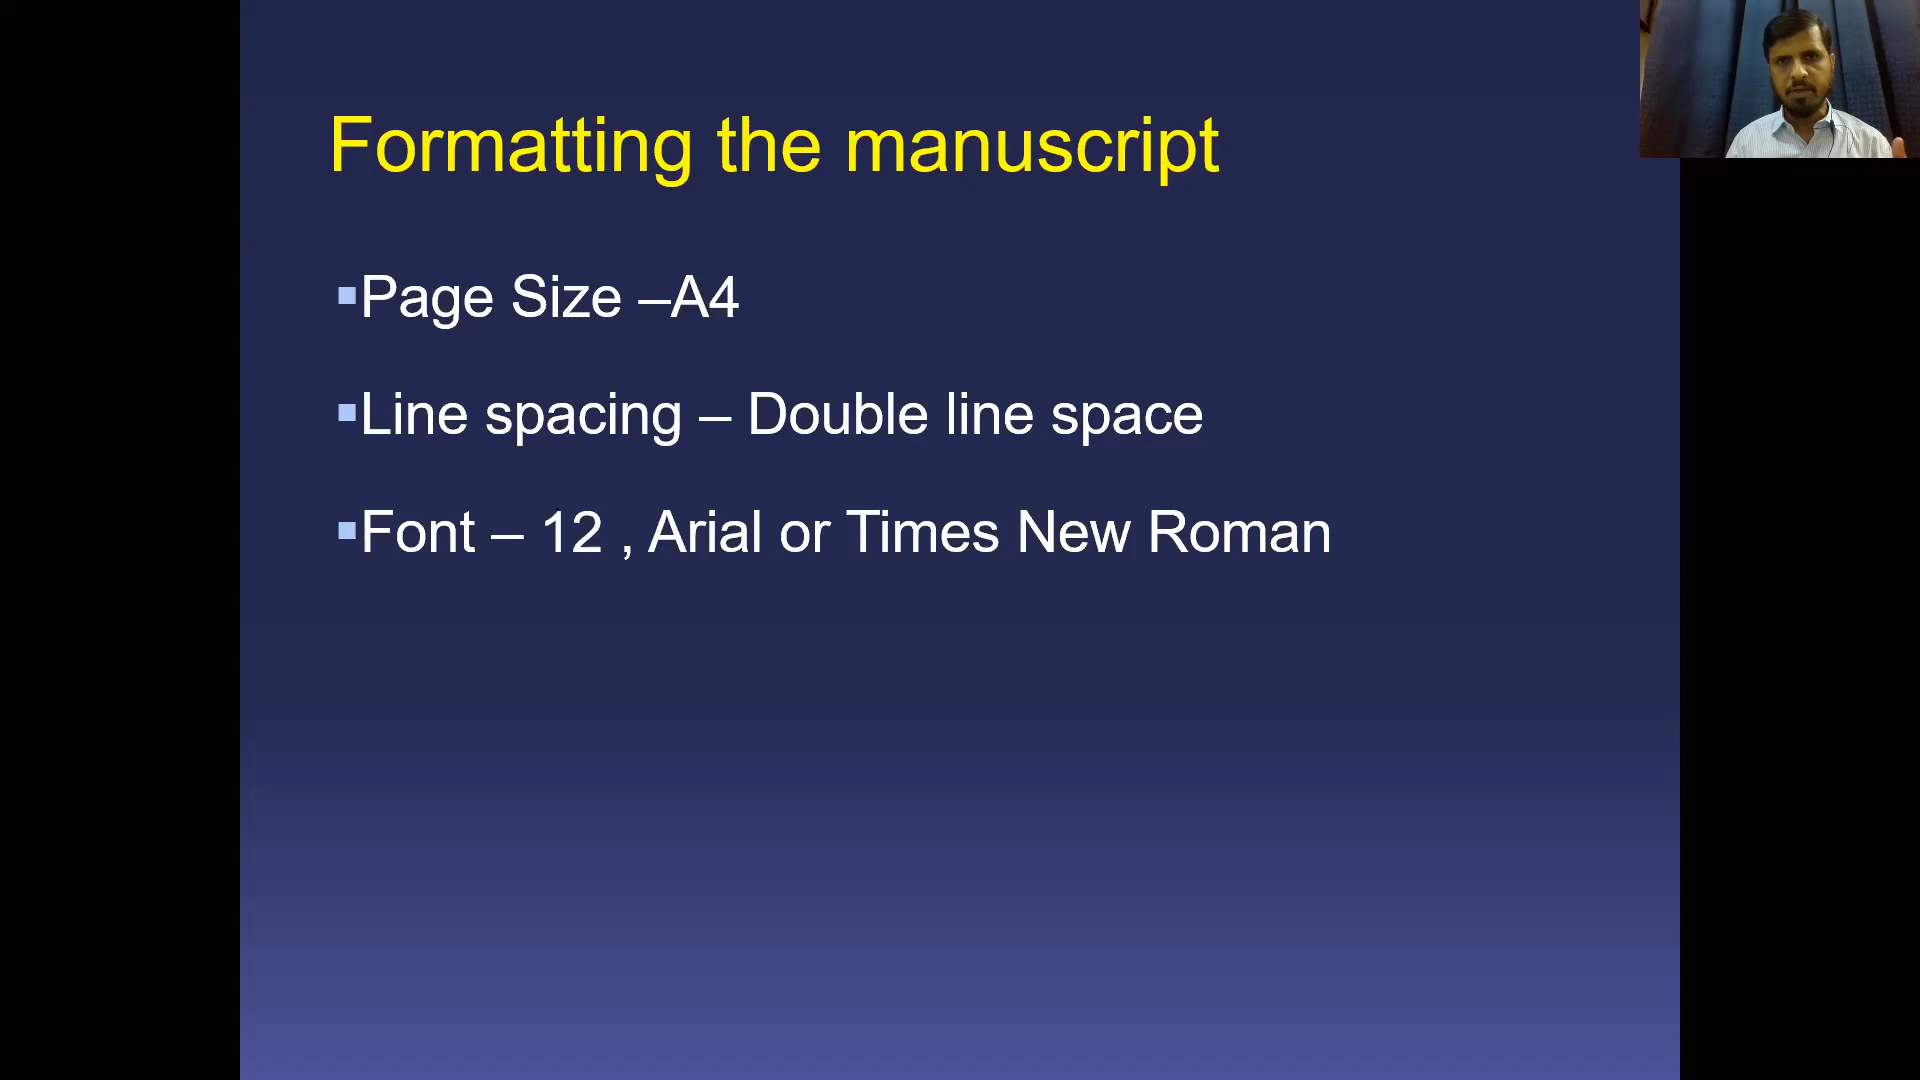 Formatting the manuscript
▪Page Size –A4
▪Line spacing – Double line space
▪Font – 12 , Arial or Times New Roman